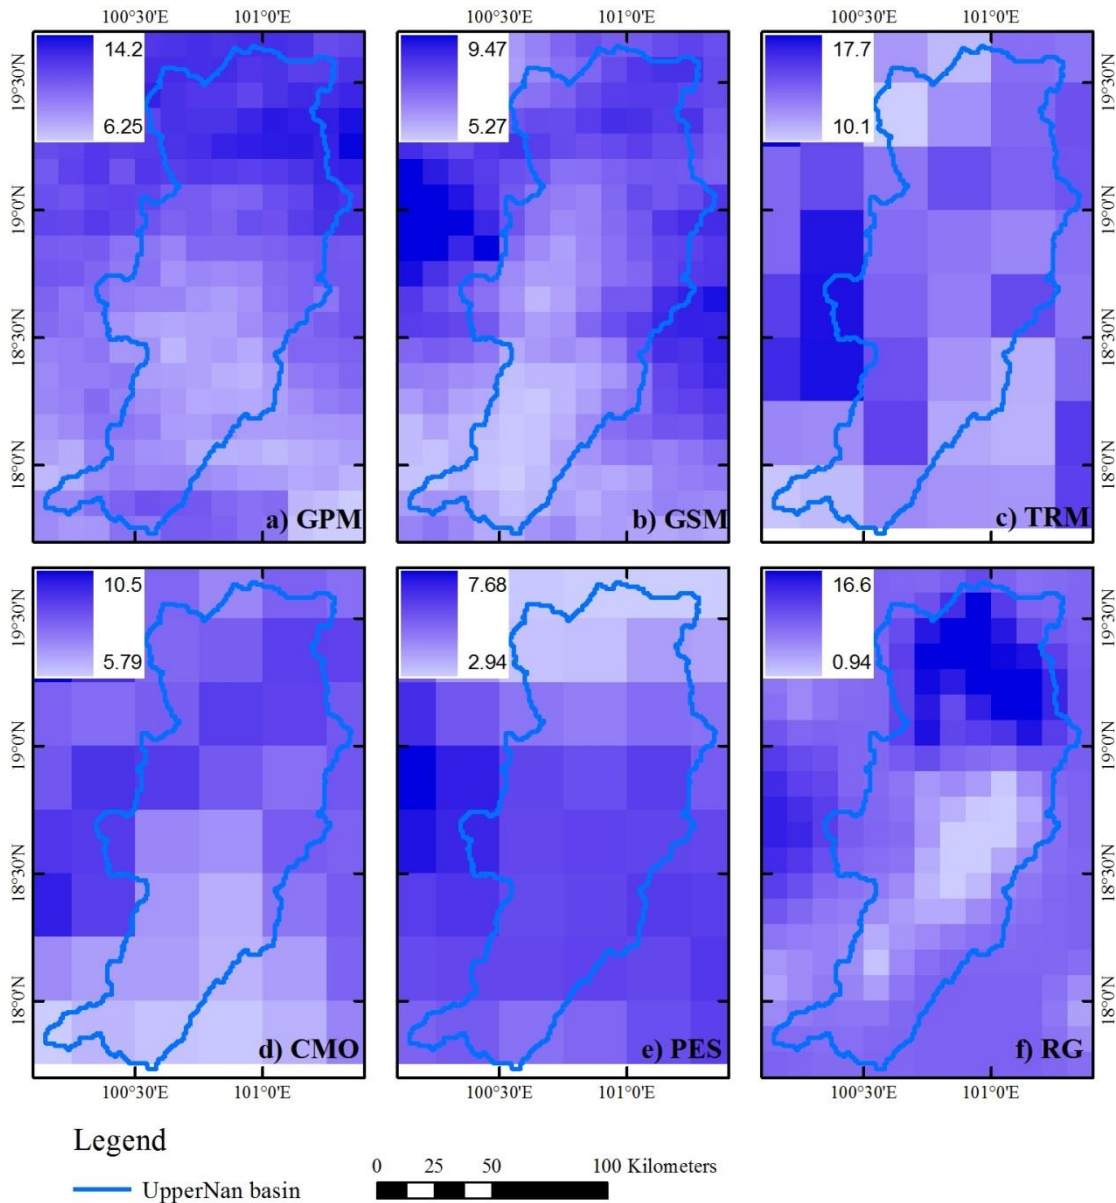 100°30'E 101°0'E 100°30'E 101°0'E 100°30'E 101°0'E
14.2
6.25
9.47
5.27
17.7
10.1
19°30'N
19°0'N
18°30'N
18°0'N
19°30'N
19°0'N
18°30'N
18°0'N
a) GPM
b) GSM
c) TRM
10.5
5.79
7.68
2.94
16.6
0.94
19°30'N
19°0'N
18°30'N
18°0'N
19°30'N
19°0'N
18°30'N
18°0'N
d) CMO
e) PES
f) RG
100°30'E 101°0'E 100°30'E 101°0'E 100°30'E 101°0'E
Legend
UpperNan basin
0 25 50 100 Kilometers